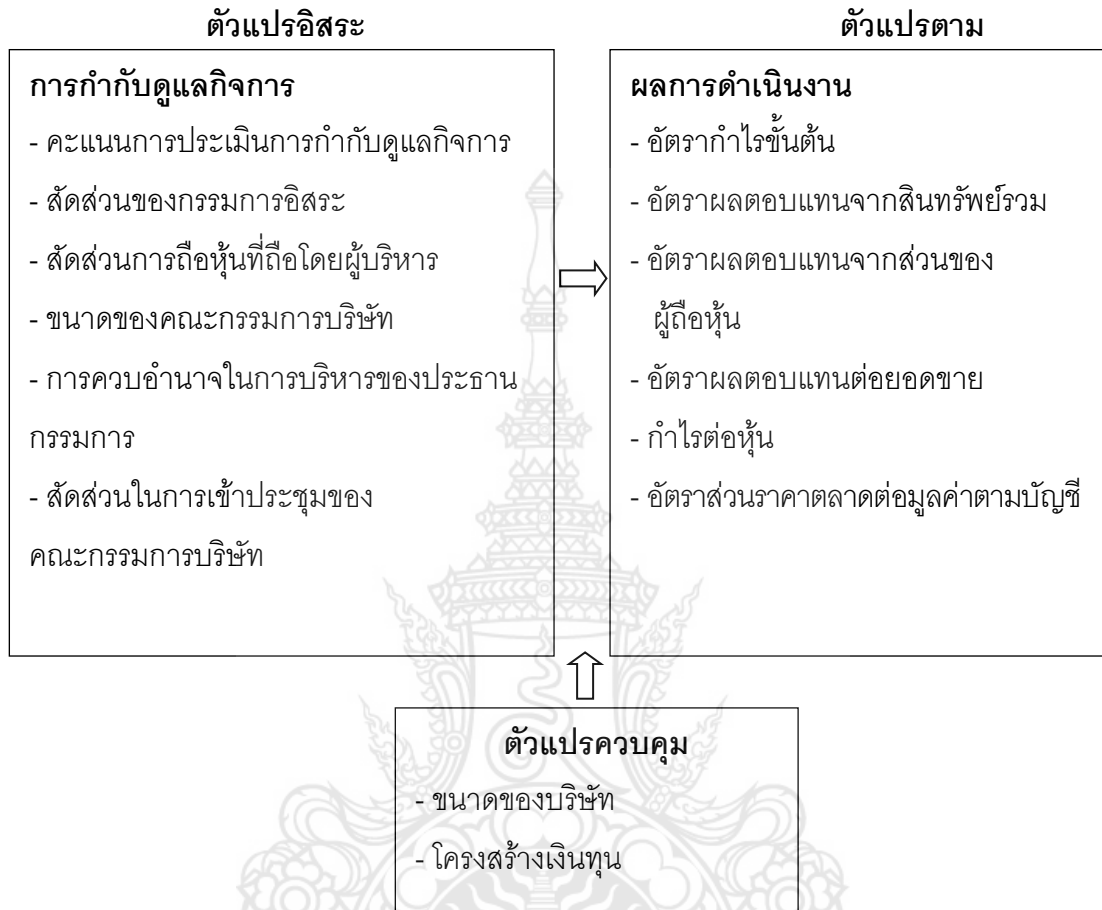 ตัวแปรอิสระ
การกำกับดูแลกิจการ
- คะแนนการประเมินการกำกับดูแลกิจการ
- สัดส่วนของกรรมการอิสระ
- สัดส่วนการถือหุ้นที่ถือโดยผู้บริหาร
- ขนาดของคณะกรรมการบริษัท
- การควบอำนาจในการบริหารของประธาน
กรรมการ
- สัดส่วนในการเข้าประชุมของ
คณะกรรมการบริษัท
ตัวแปรตาม
ผลการดำเนินงาน
- อัตรากำไรขั้นต้น
- อัตราผลตอบแทนจากสินทรัพย์รวม
- อัตราผลตอบแทนจากส่วนของ
ผู้ถือหุ้น
- อัตราผลตอบแทนต่อยอดขาย
- กำไรต่อหุ้น
- อัตราส่วนราคาตลาดต่อมูลค่าตามบัญชี
ตัวแปรควบคุม
- ขนาดของบริษัท
- โครงสร้างเงินทุน